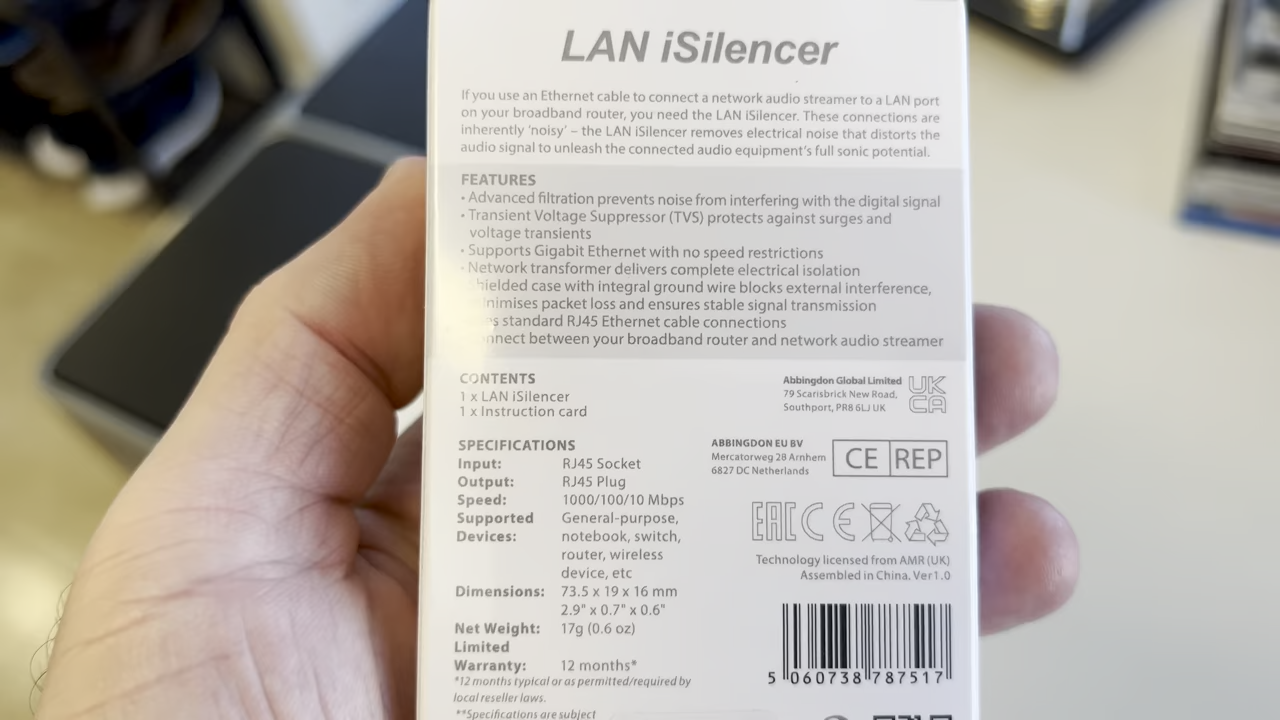 LAN iSilencer
If you use an Ethernet cable to connect a network audio streamer to a LAN port
on your broadband router, you need the LAN iSilencer. These connections are
inherently ‘noisy’ – the LAN iSilencer removes electrical noise that distorts the
audio signal to unleash the connected audio equipment’s full sonic potential.
FEATURES
• Advanced filtration prevents noise from interfering with the digital signal
• Transient Voltage Suppressor (TVS) protects against surges and
voltage transients
• Supports Gigabit Ethernet with no speed restrictions
• Network transformer delivers complete electrical isolation
hielded case with integral ground wire blocks external interference,
nimises packet loss and ensures stable signal transmission
es standard RJ45 Ethernet cable connections
nnect between your broadband router and network audio streamer
CONTENTS
1 x LAN iSilencer
1 x Instruction card
Abbingdon Global Limited
79 Scarisbrick New Road,
Southport, PR8 6LJ UK
UK
CA
SPECIFICATIONS
Input: RJ45 Socket
Output: RJ45 Plug
Speed: 1000/100/10 Mbps
Supported General-purpose,
Devices: notebook, switch,
router, wireless
device, etc
Dimensions: 73.5 x 19 x 16 mm
2.9" x 0.7" x 0.6"
Net Weight: 17g (0.6 oz)
Limited
Warranty: 12 months*
*12 months typical or as permitted/required by
local reseller laws.
**Specifications are subject
ABBINGDON EU BV
Mercatorweg 28 Arnhem
6827 DC Netherlands
CE REP
EAC CE
Technology licensed from AMR (UK)
Assembled in China. Ver1.0
5 060738 787517